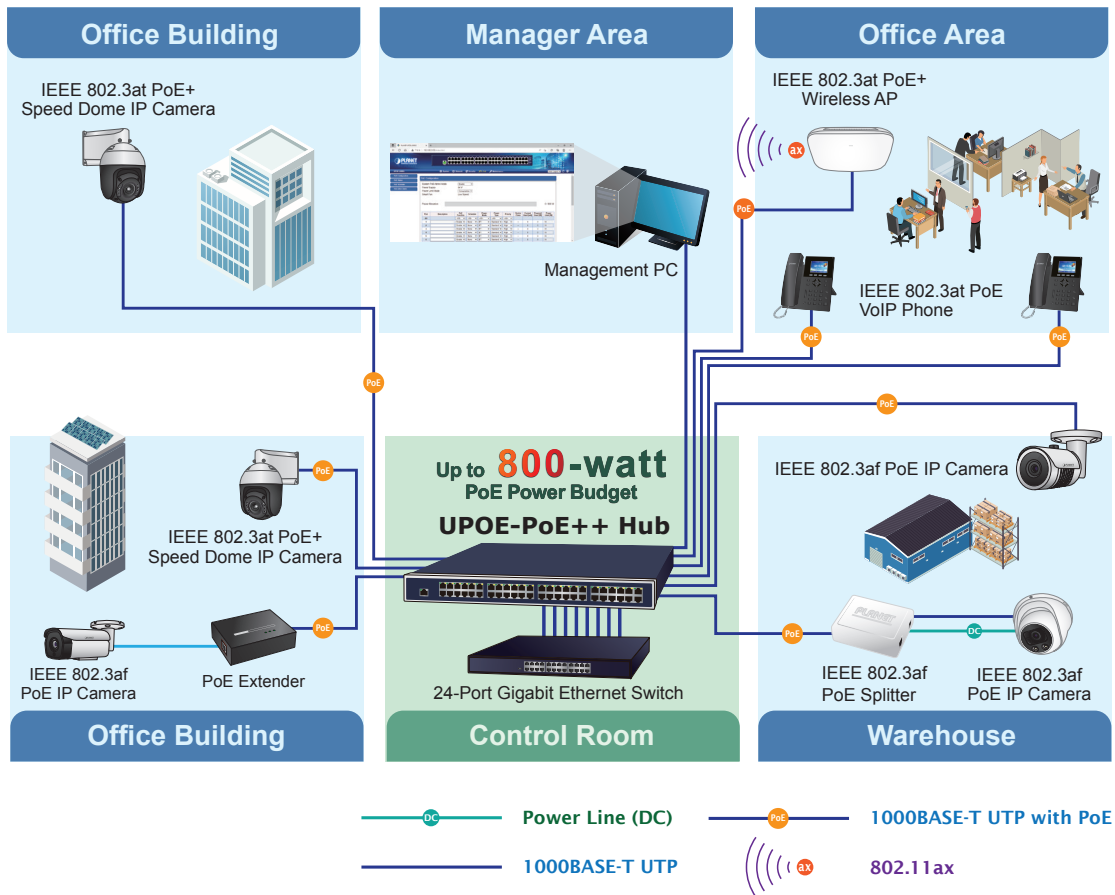 Office Building
Manager Area
Office Area
IEEE 802.3at PoE+
Speed Dome IP Camera
IEEE 802.3at PoE+
Wireless AP
ax
PoE
PLANET
Management PC
IEEE 802.3at PoE
VoIP Phone
PoE
PoE
PoE
PoE
Up to 800-watt
PoE Power Budget
UPOE-PoE++ Hub
IEEE 802.3af PoE IP Camera
PoE
IEEE 802.3at PoE+
Speed Dome IP Camera
PoE
PLANET
PoE
DC
IEEE 802.3af
PoE IP Camera
PoE Extender
24-Port Gigabit Ethernet Switch
IEEE 802.3af
PoE Splitter
IEEE 802.3af
PoE IP Camera
Office Building
Control Room
Warehouse
DC
Power Line (DC)
PoE
1000BASE-T UTP with PoE
1000BASE-T UTP
ax
802.11ax